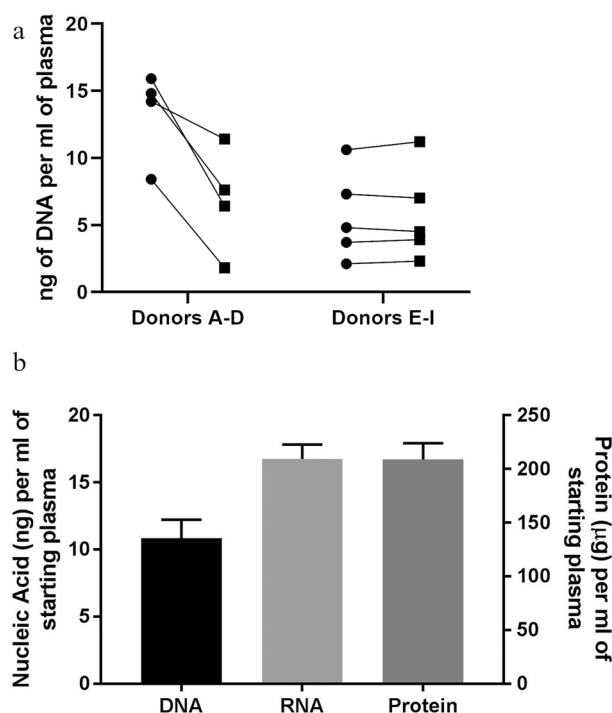 a
ng of DNA per ml of plasma
20
15
10
5
0
Donors A-D
Donors E-I
b
Nucleic Acid (ng) per ml of
starting plasma
20
15
10
5
0
DNA
RNA
Protein
250
200
150
100
50
0
Protein (μg) per ml of
starting plasma